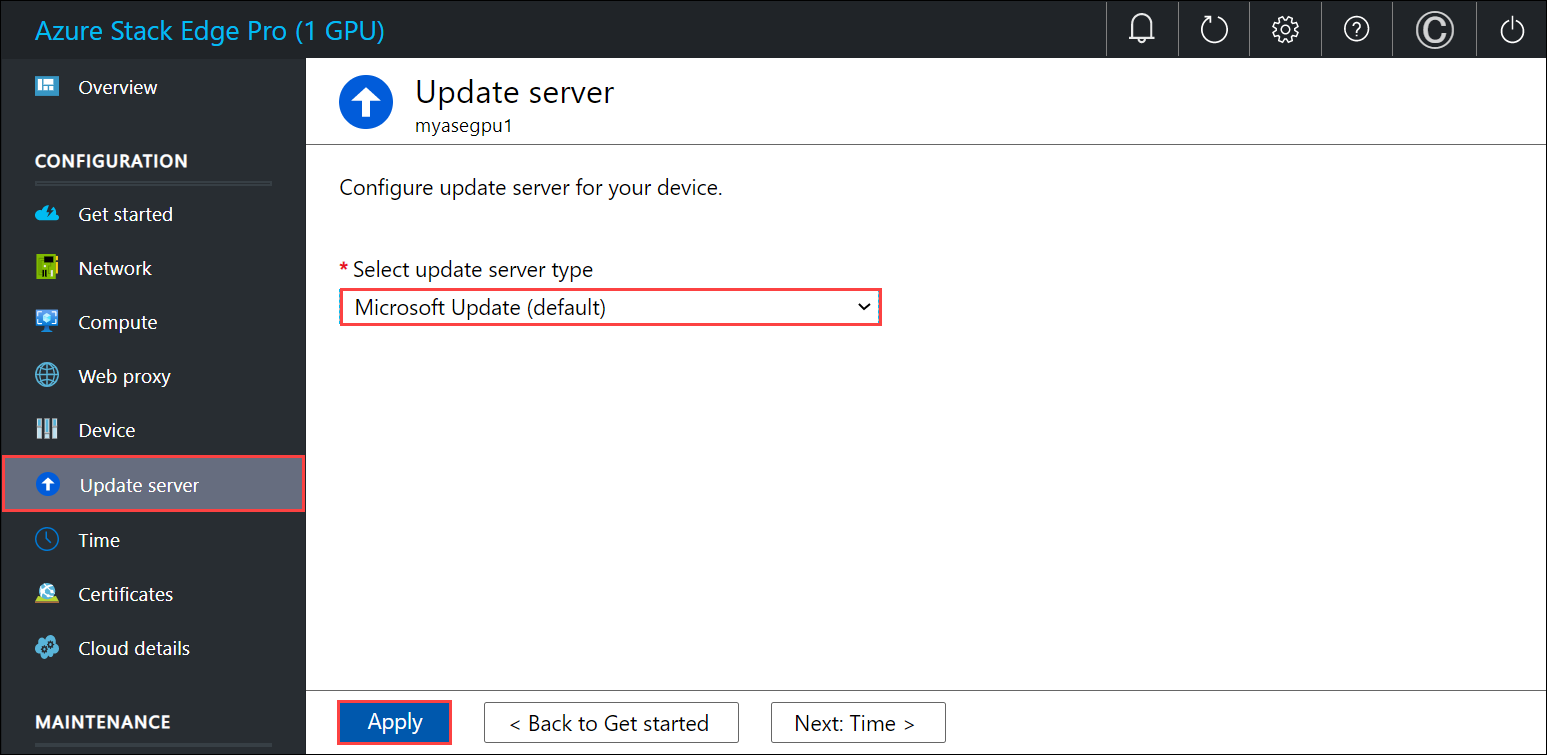 Azure Stack Edge Pro (1 GPU)
?
©
Overview
CONFIGURATION
Get started
Network
Compute
Web proxy
Device
Update server
Time
Certificates
Cloud details
MAINTENANCE
Update server
myasegpu1
Configure update server for your device.
* Select update server type
Microsoft Update (default)
Apply
< Back to Get started
Next: Time >